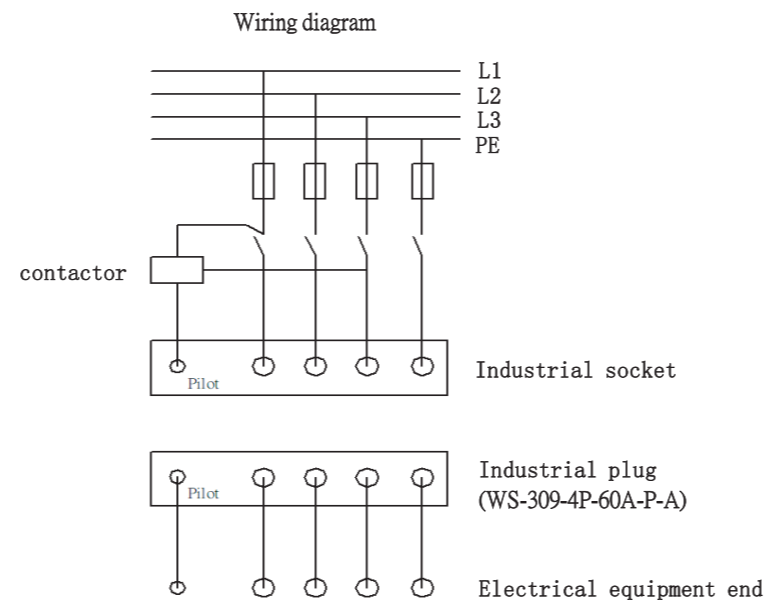 Wiring diagram
L1
L2
L3
PE
contactor
Pilot
Industrial socket
Industrial plug
Pilot
(WS-309-4P-60A-P-A)
Electrical equipment end